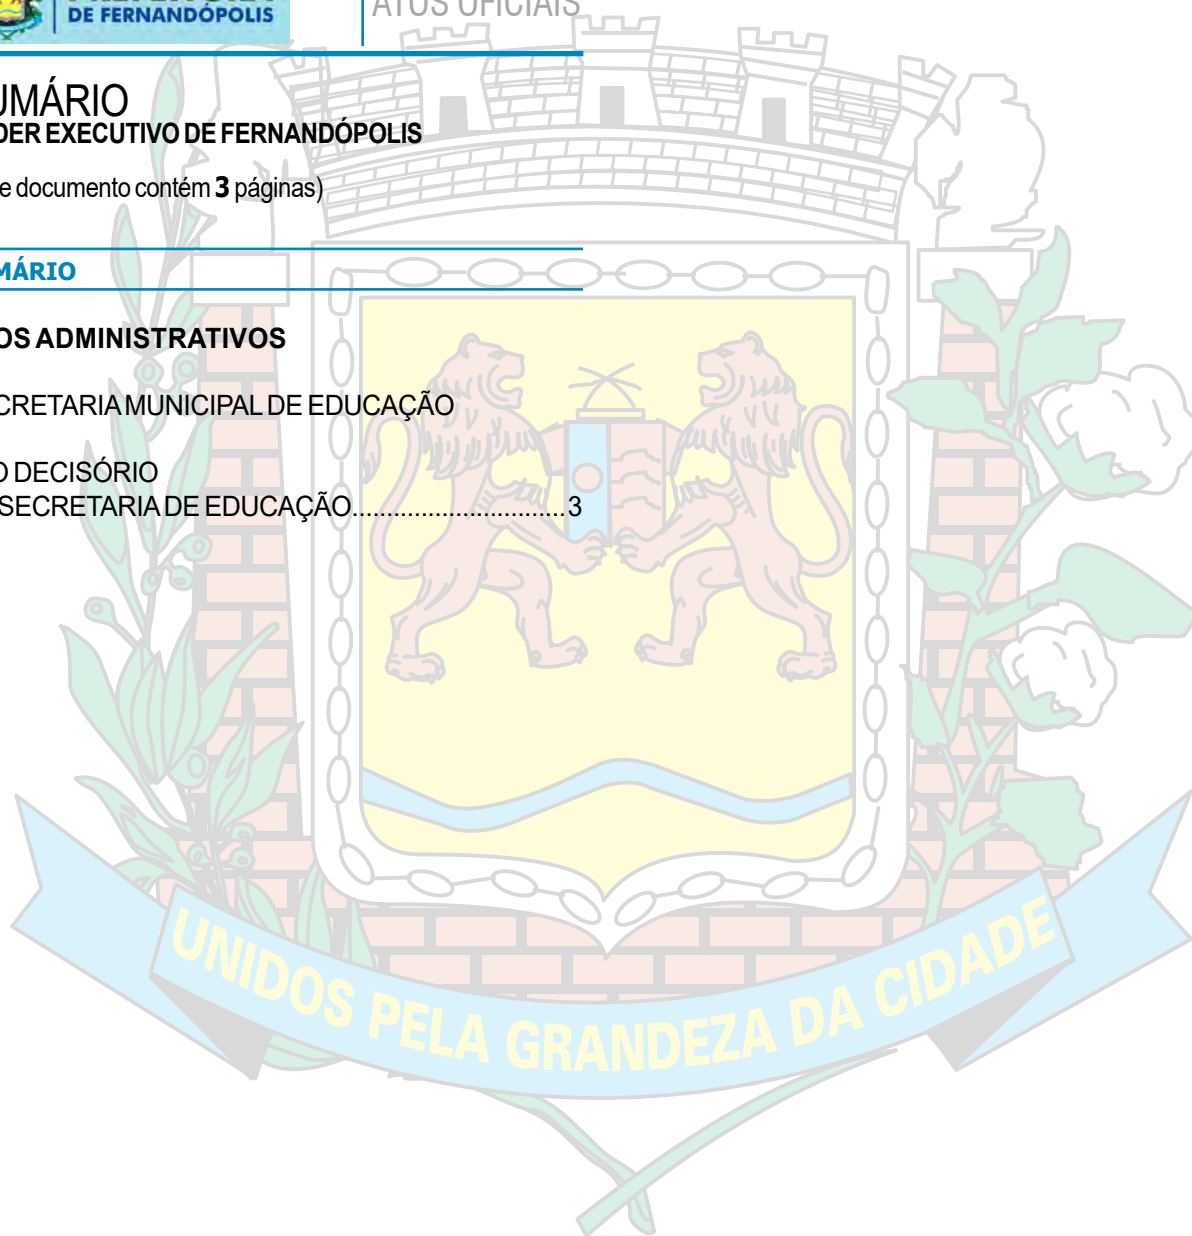 DE FERNANDÓPOLIS
ATOS OFICIAIS
UMÁRIO
DER EXECUTIVO DE FERNANDÓPOLIS
e documento contém 3 páginas)
MÁRIO
OS ADMINISTRATIVOS
CRETARIA MUNICIPAL DE EDUCAÇÃO
O DECISÓRIO
SECRETARIA DE EDUCAÇÃO...............................3
UNIDOS PELA GRANDEZA DA CIDADE